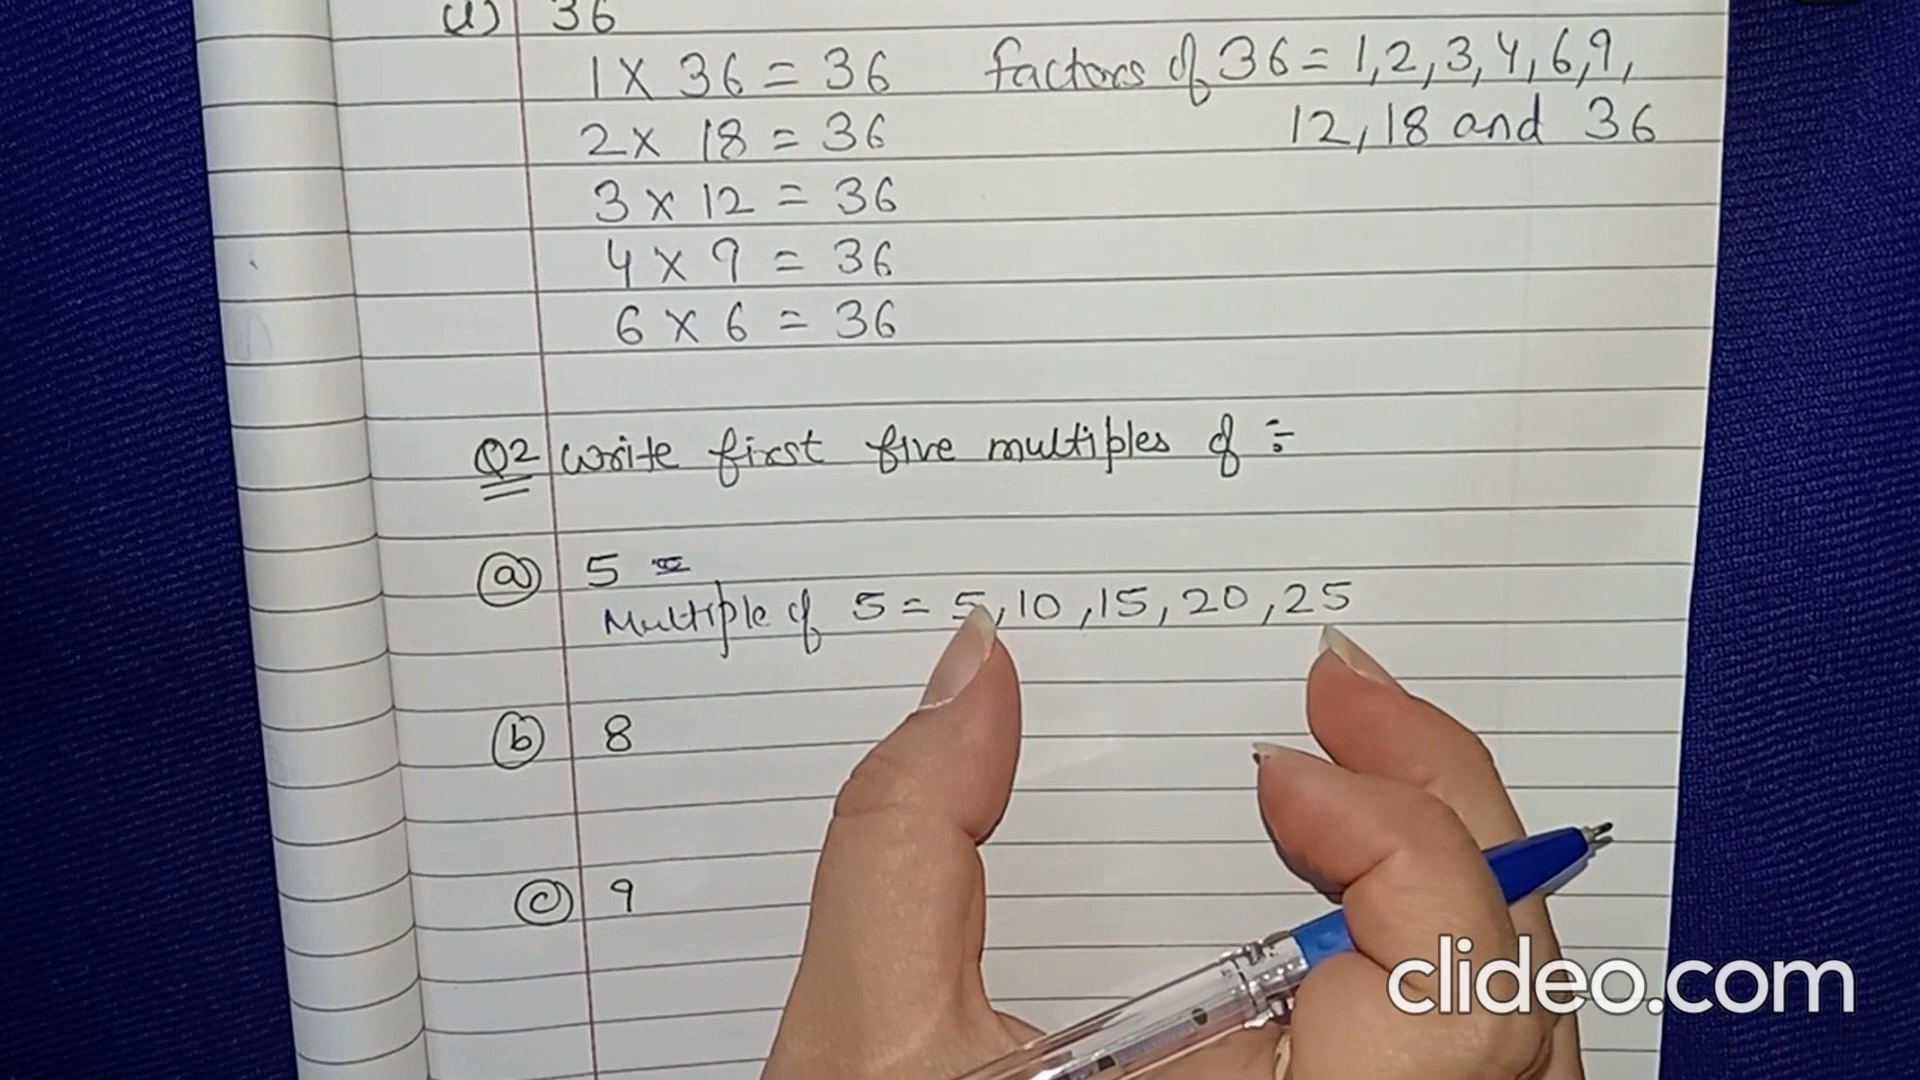 (d) 36
1 X 36 = 36 factors of 36 = 1, 2, 3, 4, 6, 9,
2 x 18 = 36 12, 18 and 36
3 x 12 = 36
4 x 9 = 36
6 x 6 = 36
Q2 Write first five multiples of ÷
(a) 5 =
Multiple of 5 = 5, 10, 15, 20, 25
(b) 8
(c) 9
clideo.com